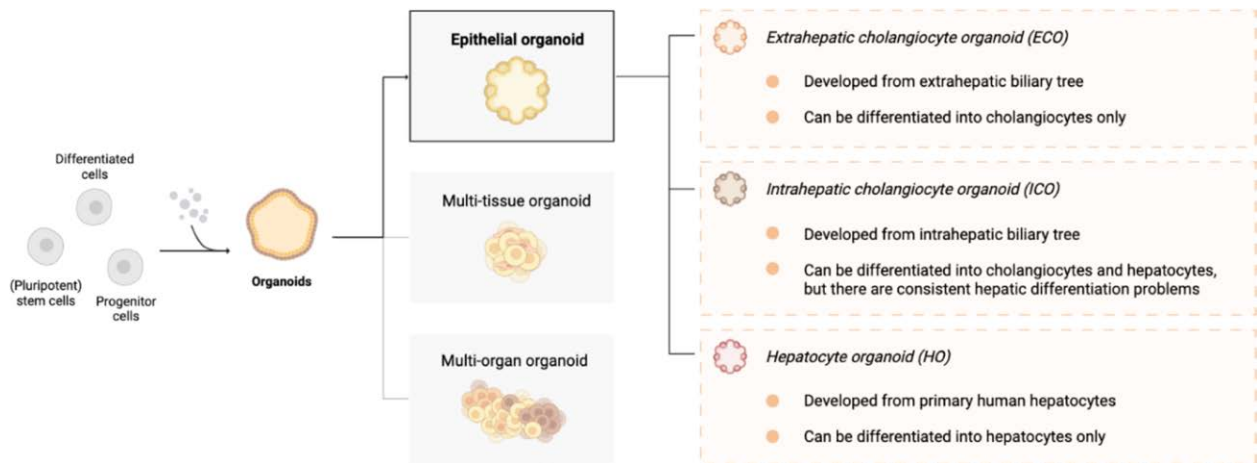 Differentiated
cells
(Pluripotent)
stem cells
Progenitor
cells
Organoids
Epithelial organoid
Multi-tissue organoid
Multi-organ organoid
Extrahepatic cholangiocyte organoid (ECO)
Developed from extrahepatic biliary tree
Can be differentiated into cholangiocytes only
Intrahepatic cholangiocyte organoid (ICO)
Developed from intrahepatic biliary tree
Can be differentiated into cholangiocytes and hepatocytes,
but there are consistent hepatic differentiation problems
Hepatocyte organoid (HO)
Developed from primary human hepatocytes
Can be differentiated into hepatocytes only